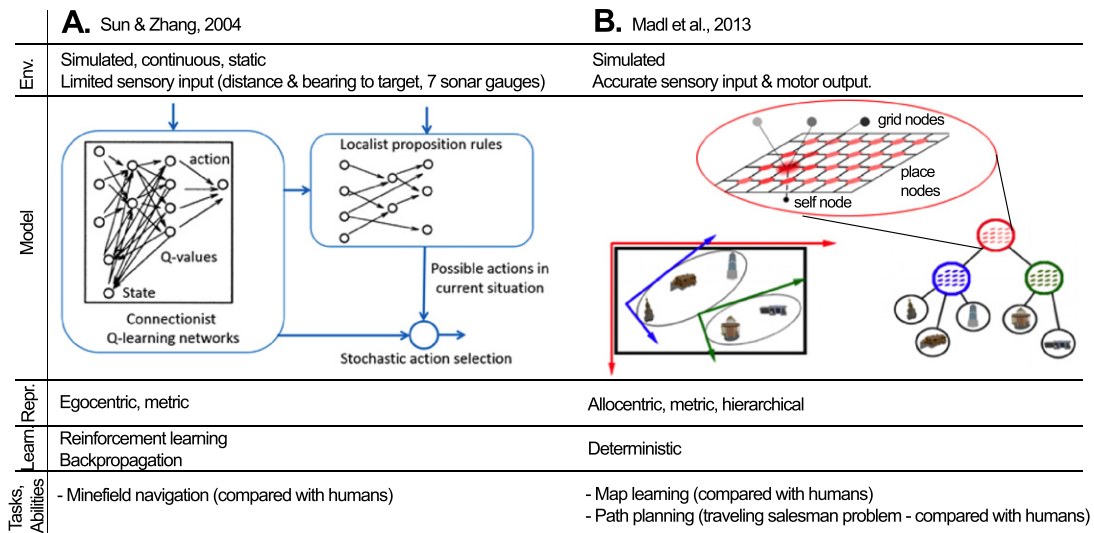 A. Sun & Zhang, 2004
B. Madl et al., 2013
Env.
Simulated, continuous, static
Limited sensory input (distance & bearing to target, 7 sonar gauges)
Simulated
Accurate sensory input & motor output.
Model
action
Q-values
State
Connectionist
Q-learning networks
Localist proposition rules
Possible actions in
current situation
Stochastic action selection
grid nodes
place
nodes
self node
Repr.
Egocentric, metric
Allocentric, metric, hierarchical
Learn.
Reinforcement learning
Backpropagation
Deterministic
Tasks,
Abilities
- Minefield navigation (compared with humans)
- Map learning (compared with humans)
- Path planning (traveling salesman problem - compared with humans)